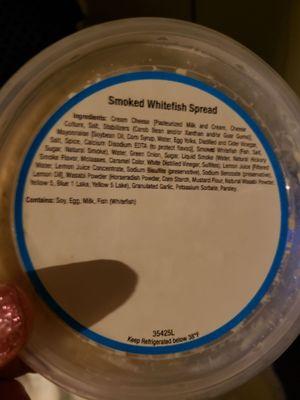 Smoked Whitefish Spread
Ingredients: Cream Cheese [Pasteurized Milk and Cream, Cheese
Culture, Salt, Stabilizers (Carob Bean and/or Xanthan and/or Guar Gums)],
Mayonnaise [Soybean Oil, Corn Syrup, Water, Egg Yolks, Distilled and Cider Vinegar,
Salt, Spice, Calcium Disodium EDTA (to protect flavor)], Smoked Whitefish (Fish, Salt,
Sugar, Natural Smoke), Water, Green Onion, Sugar, Liquid Smoke (Water, Natural Hickory
Smoke Flavor, Molasses, Caramel Color, White Distilled Vinegar, Sulfites), Lemon Juice [Filtered
Water, Lemon Juice Concentrate, Sodium Bisulfite (preservative), Sodium Benzoate (preservative),
Lemon Oil], Wasabi Powder (Horseradish Powder, Corn Starch, Mustard Flour, Natural Wasabi Powder,
Yellow 5, Blue 1 Lake, Yellow 5 Lake), Granulated Garlic, Potassium Sorbate, Parsley.
Contains: Soy, Egg, Milk, Fish (Whitefish)
35425L
Keep Refrigerated below 38°F